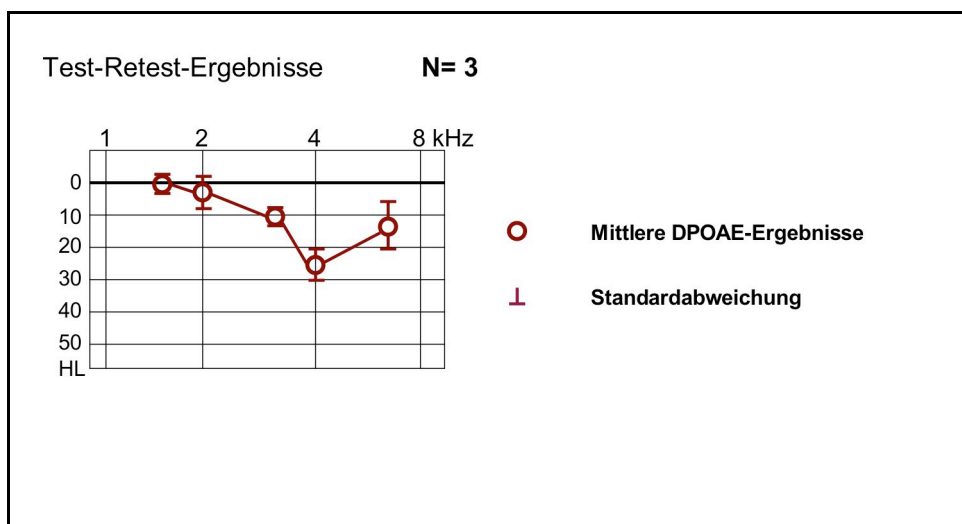 Test-Retest-Ergebnisse N= 3
1 2 4 8 kHz
0
10
20
30
40
50
HL
Mittlere DPOAE-Ergebnisse
Standardabweichung